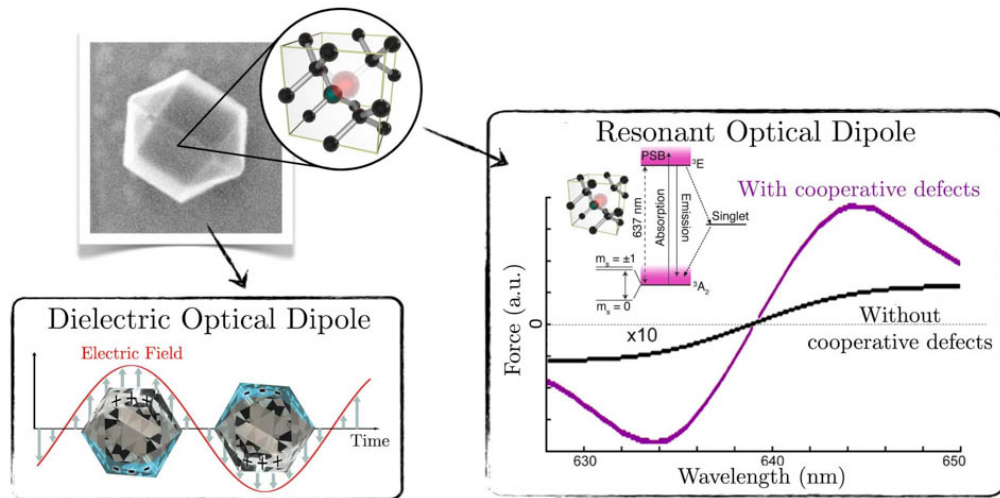 Resonant Optical Dipole
PSB
³E
With cooperative defects
637 nm
Absorption
Emission
Singlet
mₛ = ±1
³A₂
mₛ = 0
Force (a.u.)
0
x10
Without
cooperative defects
630
640
650
Wavelength (nm)
Dielectric Optical Dipole
Electric Field
+ + +
- - -
- - -
+ + +
Time